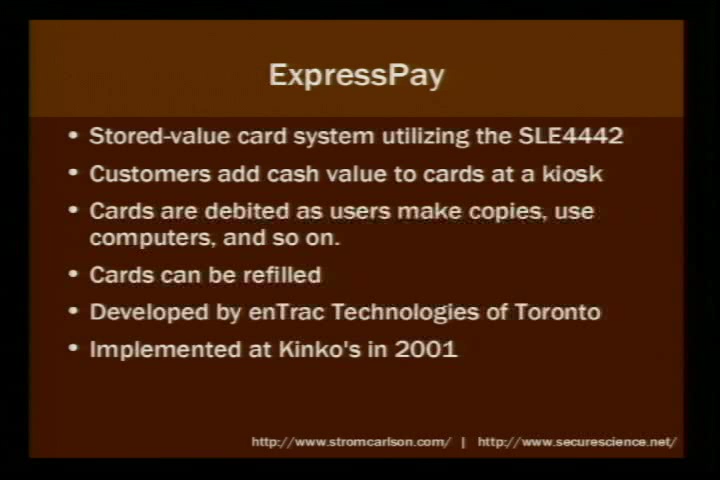 ExpressPay
• Stored-value card system utilizing the SLE4442
• Customers add cash value to cards at a kiosk
• Cards are debited as users make copies, use
computers, and so on.
• Cards can be refilled
• Developed by enTrac Technologies of Toronto
• Implemented at Kinko's in 2001
http://www.stromcarlson.com/ | http://www.securescience.net/